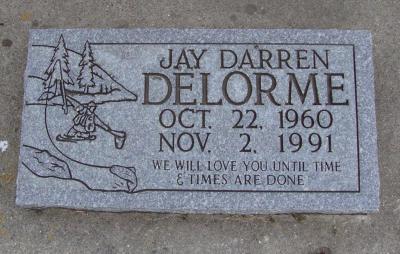 JAY DARREN
DELORME
OCT. 22, 1960
NOV. 2, 1991
WE WILL LOVE YOU UNTIL TIME
& TIMES ARE DONE